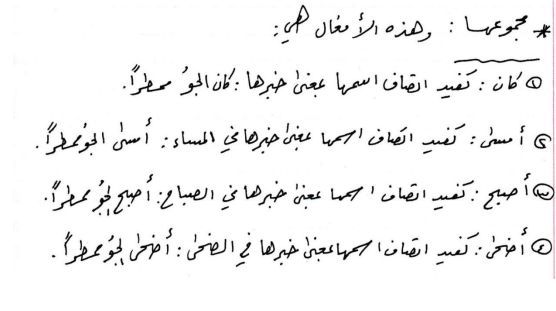 * مجموعها : وهذه الأفعال هي :
① كان : تفيد اتصاف اسمها بمعنى خبرها : كان الجوُ ممطراً .
② أمسى : تفيد اتصاف اسمها بمعنى خبرها في المساء : أمسى الجوُ ممطراً .
③ أصبح : تفيد اتصاف اسمها بمعنى خبرها في الصباح : أصبح الجوُ ممطراً .
④ أضحى : تفيد اتصاف اسمها بمعنى خبرها في الضحى : أضحى الجوُ ممطراً .